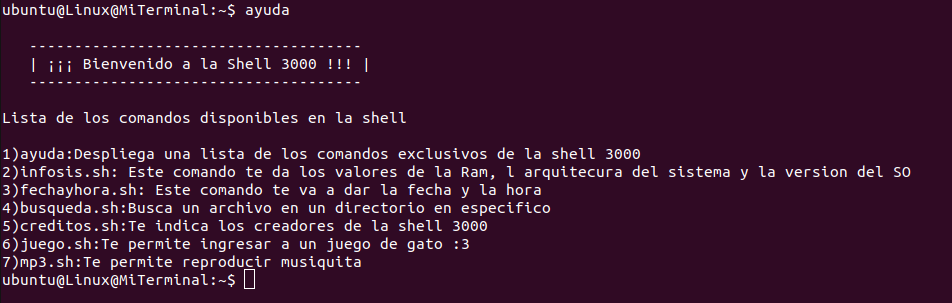 ubuntu@Linux@MiTerminal:~$ ayuda
-------------------------------------
| ¡¡¡ Bienvenido a la Shell 3000 !!! |
-------------------------------------
Lista de los comandos disponibles en la shell
1)ayuda:Despliega una lista de los comandos exclusivos de la shell 3000
2)infosis.sh: Este comando te da los valores de la Ram, l arquitecura del sistema y la version del SO
3)fechayhora.sh: Este comando te va a dar la fecha y la hora
4)busqueda.sh:Busca un archivo en un directorio en especifico
5)creditos.sh:Te indica los creadores de la shell 3000
6)juego.sh:Te permite ingresar a un juego de gato :3
7)mp3.sh:Te permite reproducir musiquita
ubuntu@Linux@MiTerminal:~$